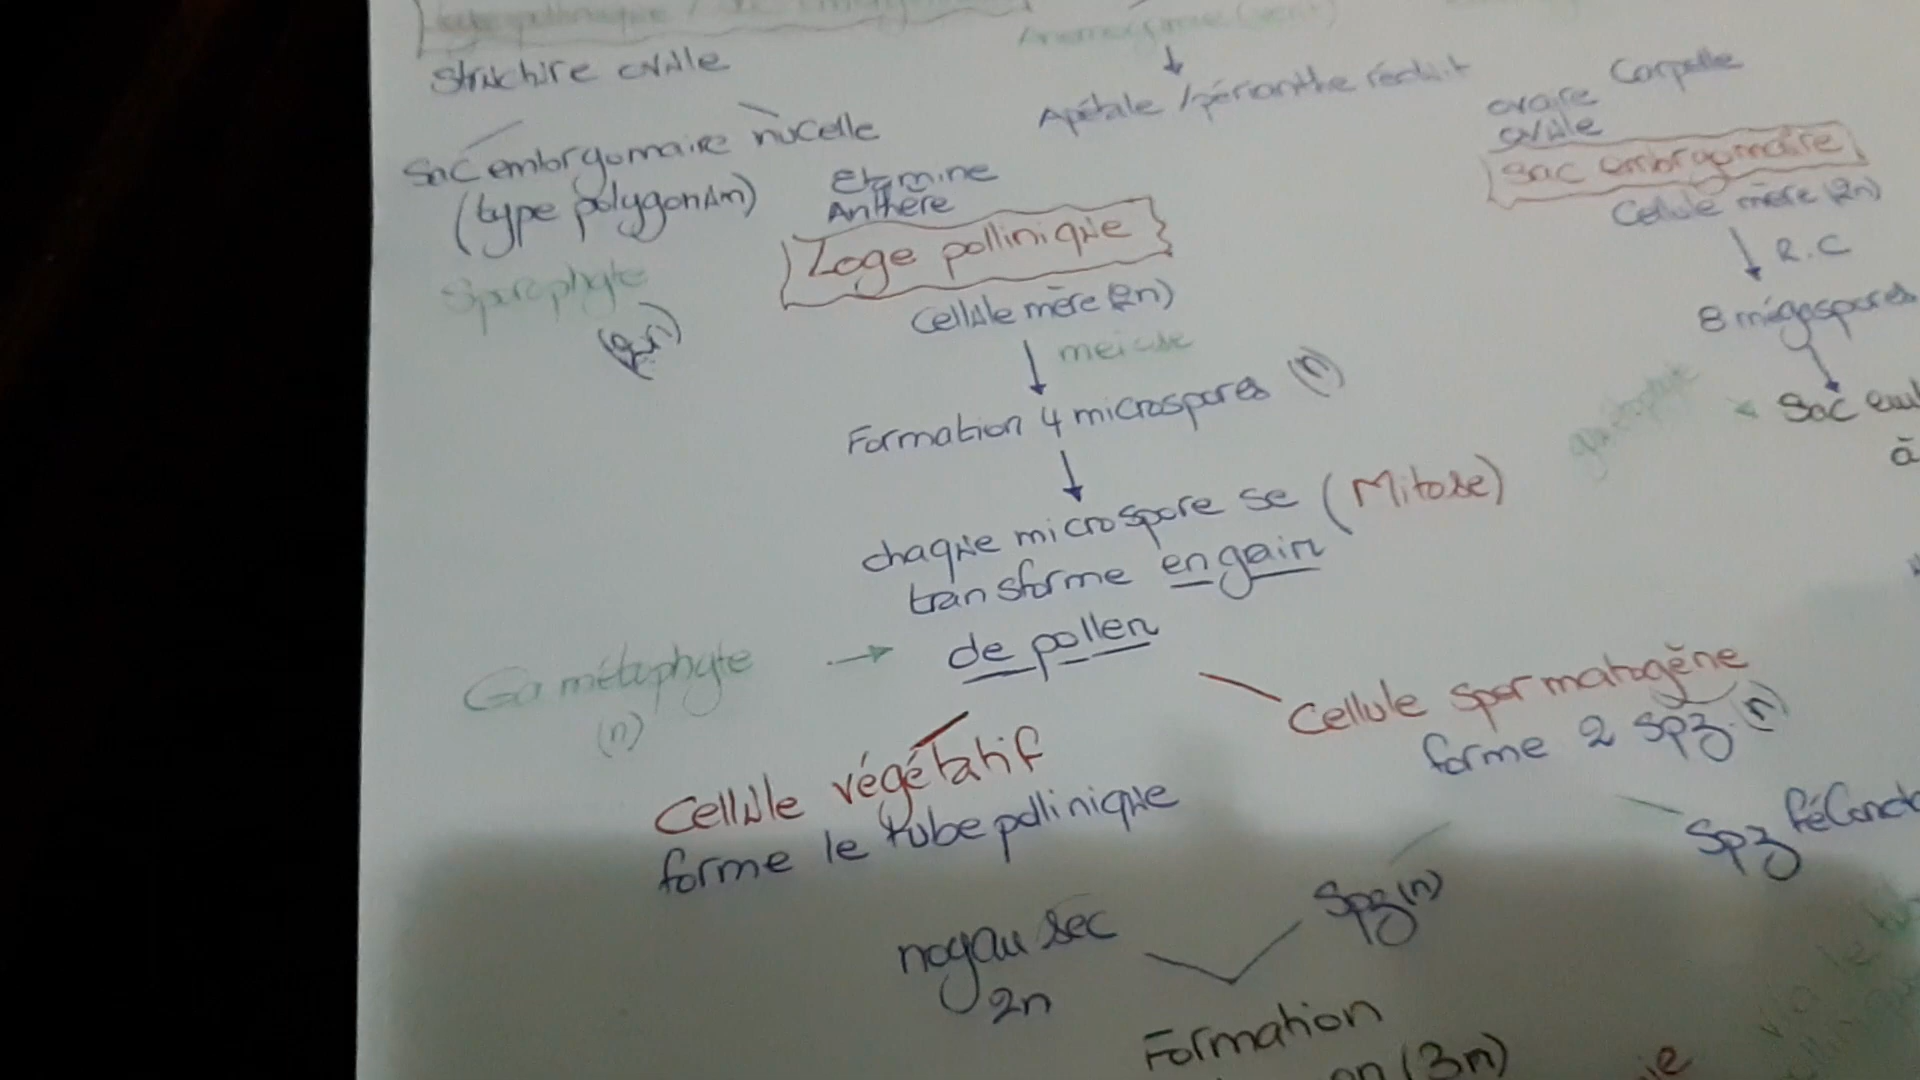 Structure ovule
Sac embryonnaire nucelle
(type polygonum)
Sporophyte
(2n)
Apétale / périanthe réduit
Etamine
Anthère
Loge pollinique
Cellule mère (2n)
meiose
Formation 4 microspores (n)
chaque microspore se (Mitose)
transforme en gain
de pollen
Gamétophyte
(n)
Cellule végétatif
forme le tube pollinique
Cellule spermatogène
forme 2 spz (n)
Spz
Spz (n)
noyau sec
2n
Formation
(3n)
ovaire Carpelle
ovule
Sac embryonnaire
Cellule mère (2n)
R.C
8 mégaspores
Sac
à